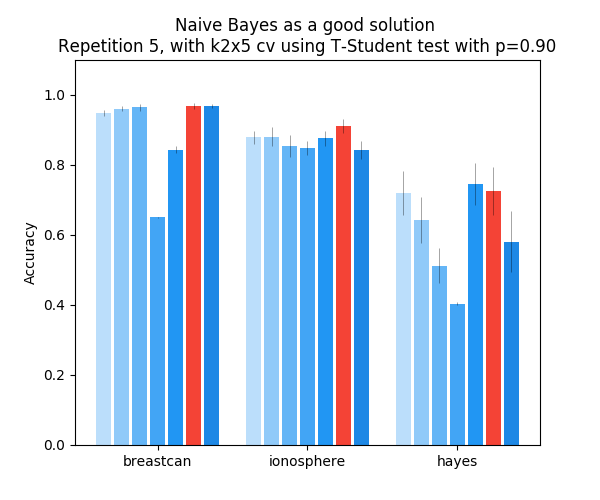 Naive Bayes as a good solution
Repetition 5, with k2x5 cv using T-Student test with p=0.90
1.0
0.8
0.6
0.4
0.2
0.0
Accuracy
breastcan
ionosphere
hayes